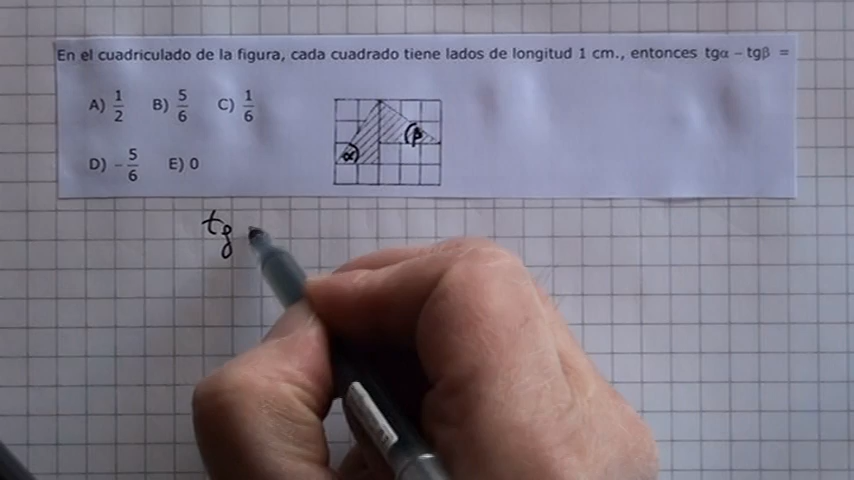 En el cuadriculado de la figura, cada cuadrado tiene lados de longitud 1 cm., entonces tgα – tgβ =
A) 1/2 B) 5/6 C) 1/6
D) - 5/6 E) 0
α β
tg